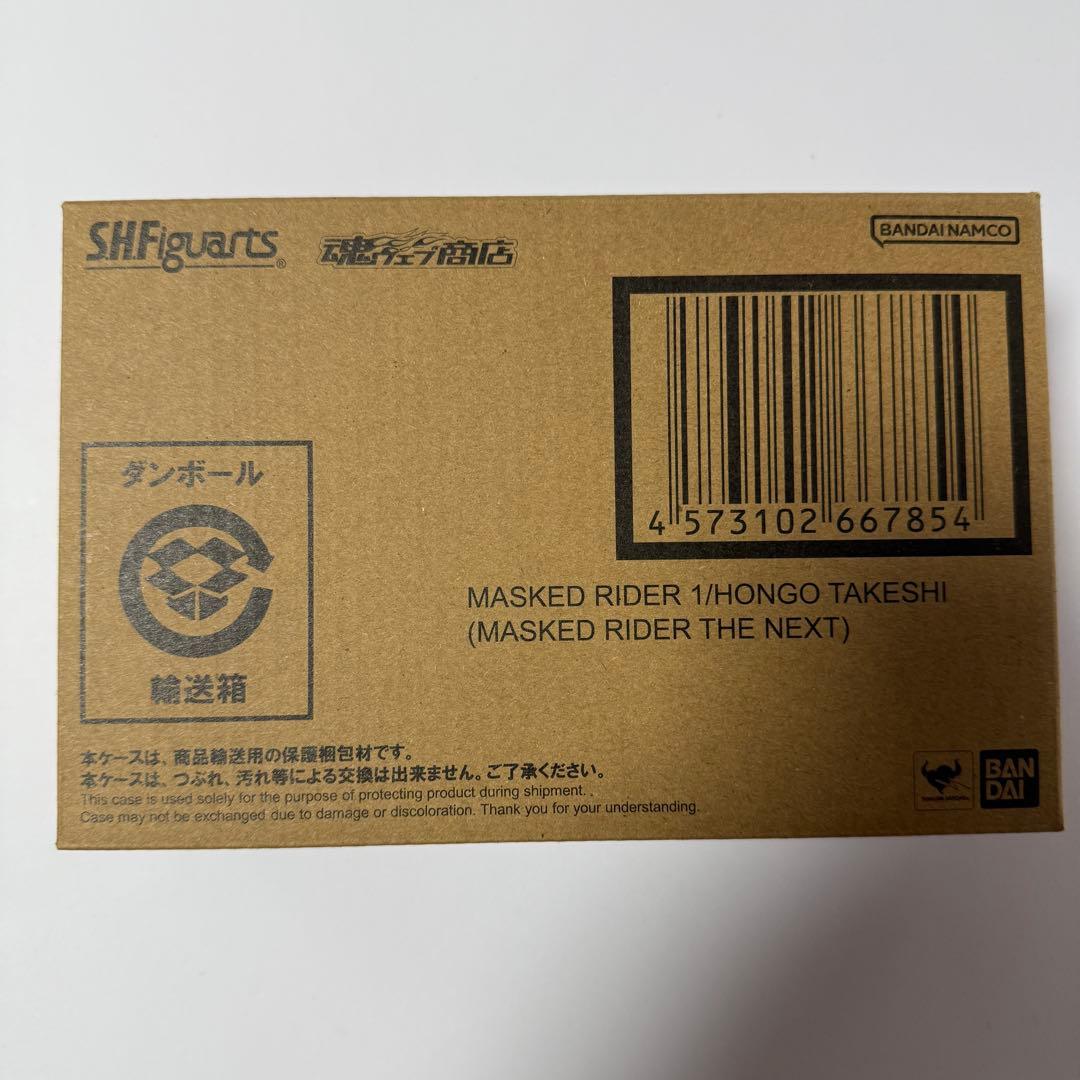 S.H.Figuarts®
魂ウェブ商店
BANDAI NAMCO
4 573102 667854
MASKED RIDER 1/HONGO TAKESHI
(MASKED RIDER THE NEXT)
ダンボール
輸送箱
本ケースは、商品輸送用の保護梱包材です。
本ケースは、つぶれ、汚れ等による交換は出来ません。ご了承ください。
This case is used solely for the purpose of protecting product during shipment.
Case may not be exchanged due to damage or discoloration. Thank you for your understanding.
BAN
DAI